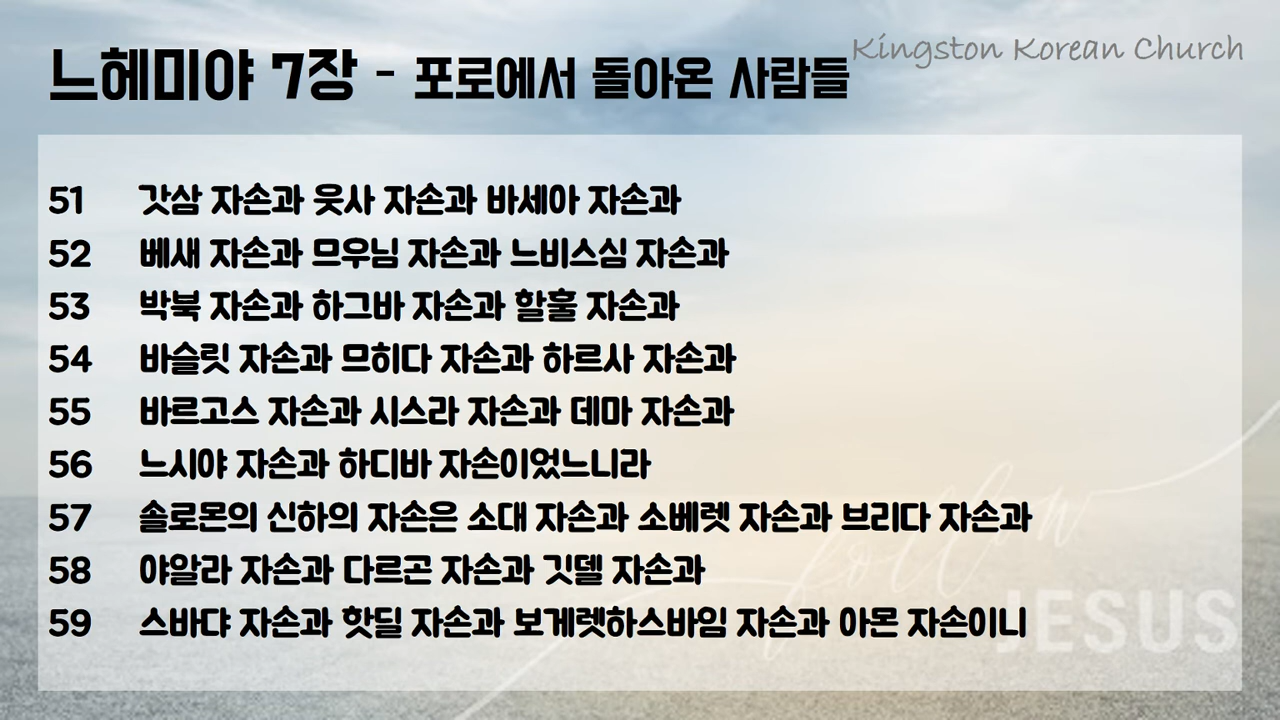 느헤미야 7장 - 포로에서 돌아온 사람들
Kingston Korean Church
51 갓삼 자손과 웃사 자손과 바세아 자손과
52 베새 자손과 므우님 자손과 느비스심 자손과
53 박북 자손과 하그바 자손과 할훌 자손과
54 바슬릿 자손과 므히다 자손과 하르사 자손과
55 바르고스 자손과 시스라 자손과 데마 자손과
56 느시야 자손과 하디바 자손이었느니라
57 솔로몬의 신하의 자손은 소대 자손과 소베렛 자손과 브리다 자손과
58 야알라 자손과 다르곤 자손과 깃델 자손과
59 스바댜 자손과 핫딜 자손과 보게렛하스바임 자손과 아몬 자손이니
follow
JESUS